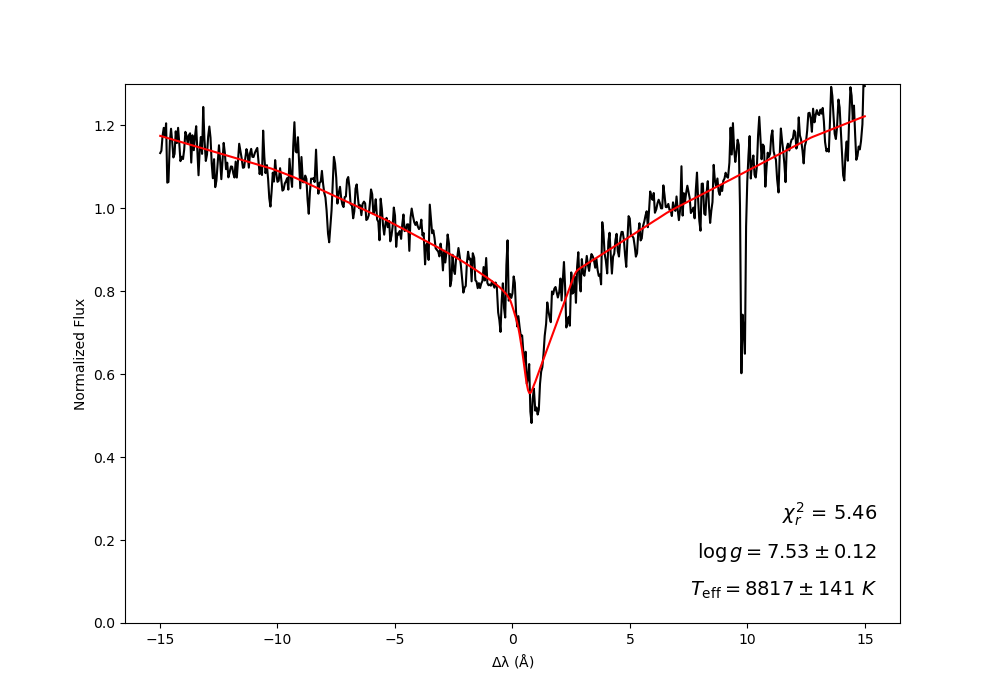 1.2
1.0
0.8
0.6
0.4
0.2
0.0
Normalized Flux
χ²ᵣ = 5.46
log g = 7.53 ± 0.12
T_eff = 8817 ± 141 K
−15 −10 −5 0 5 10 15
Δλ (Å)